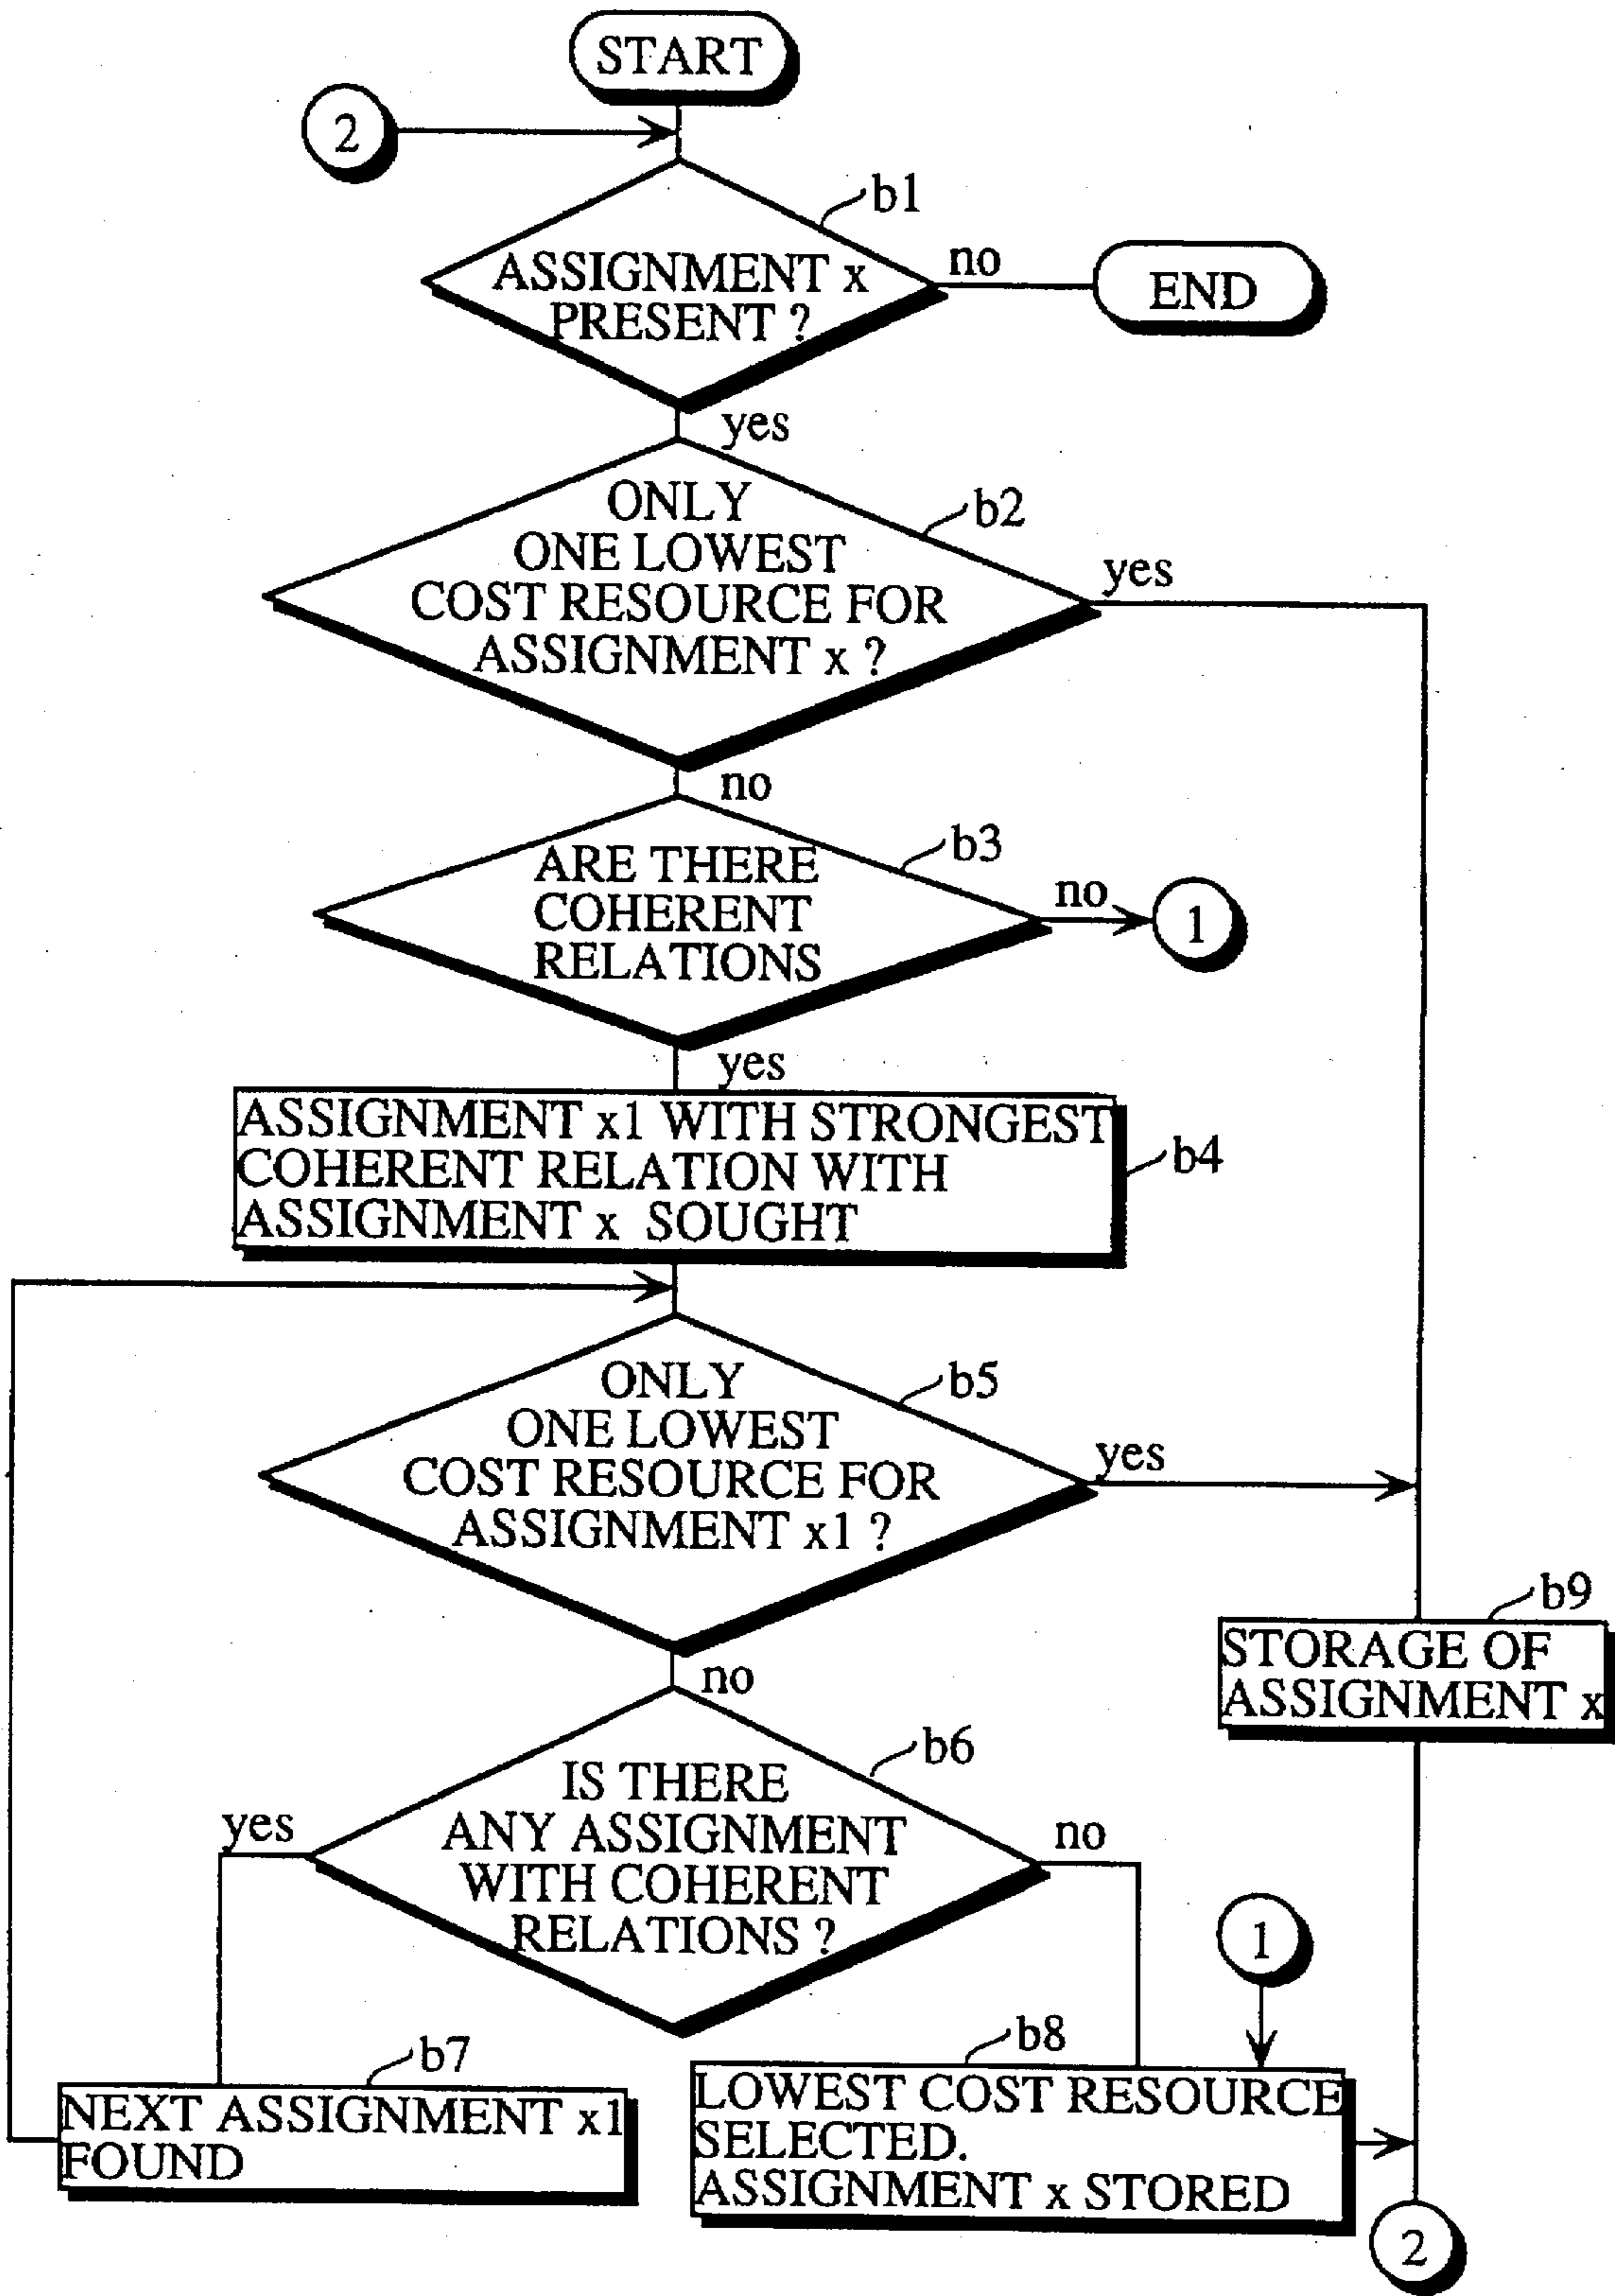 START
2
b1
ASSIGNMENT x
PRESENT ?
no
END
yes
b2
ONLY
ONE LOWEST
COST RESOURCE FOR
ASSIGNMENT x ?
yes
no
b3
ARE THERE
COHERENT
RELATIONS
no
1
yes
ASSIGNMENT x1 WITH STRONGEST
COHERENT RELATION WITH
ASSIGNMENT x SOUGHT
b4
b5
ONLY
ONE LOWEST
COST RESOURCE FOR
ASSIGNMENT x1 ?
yes
no
b9
STORAGE OF
ASSIGNMENT x
b6
IS THERE
ANY ASSIGNMENT
WITH COHERENT
RELATIONS ?
yes
no
1
b7
NEXT ASSIGNMENT x1
FOUND
b8
LOWEST COST RESOURCE
SELECTED.
ASSIGNMENT x STORED
2